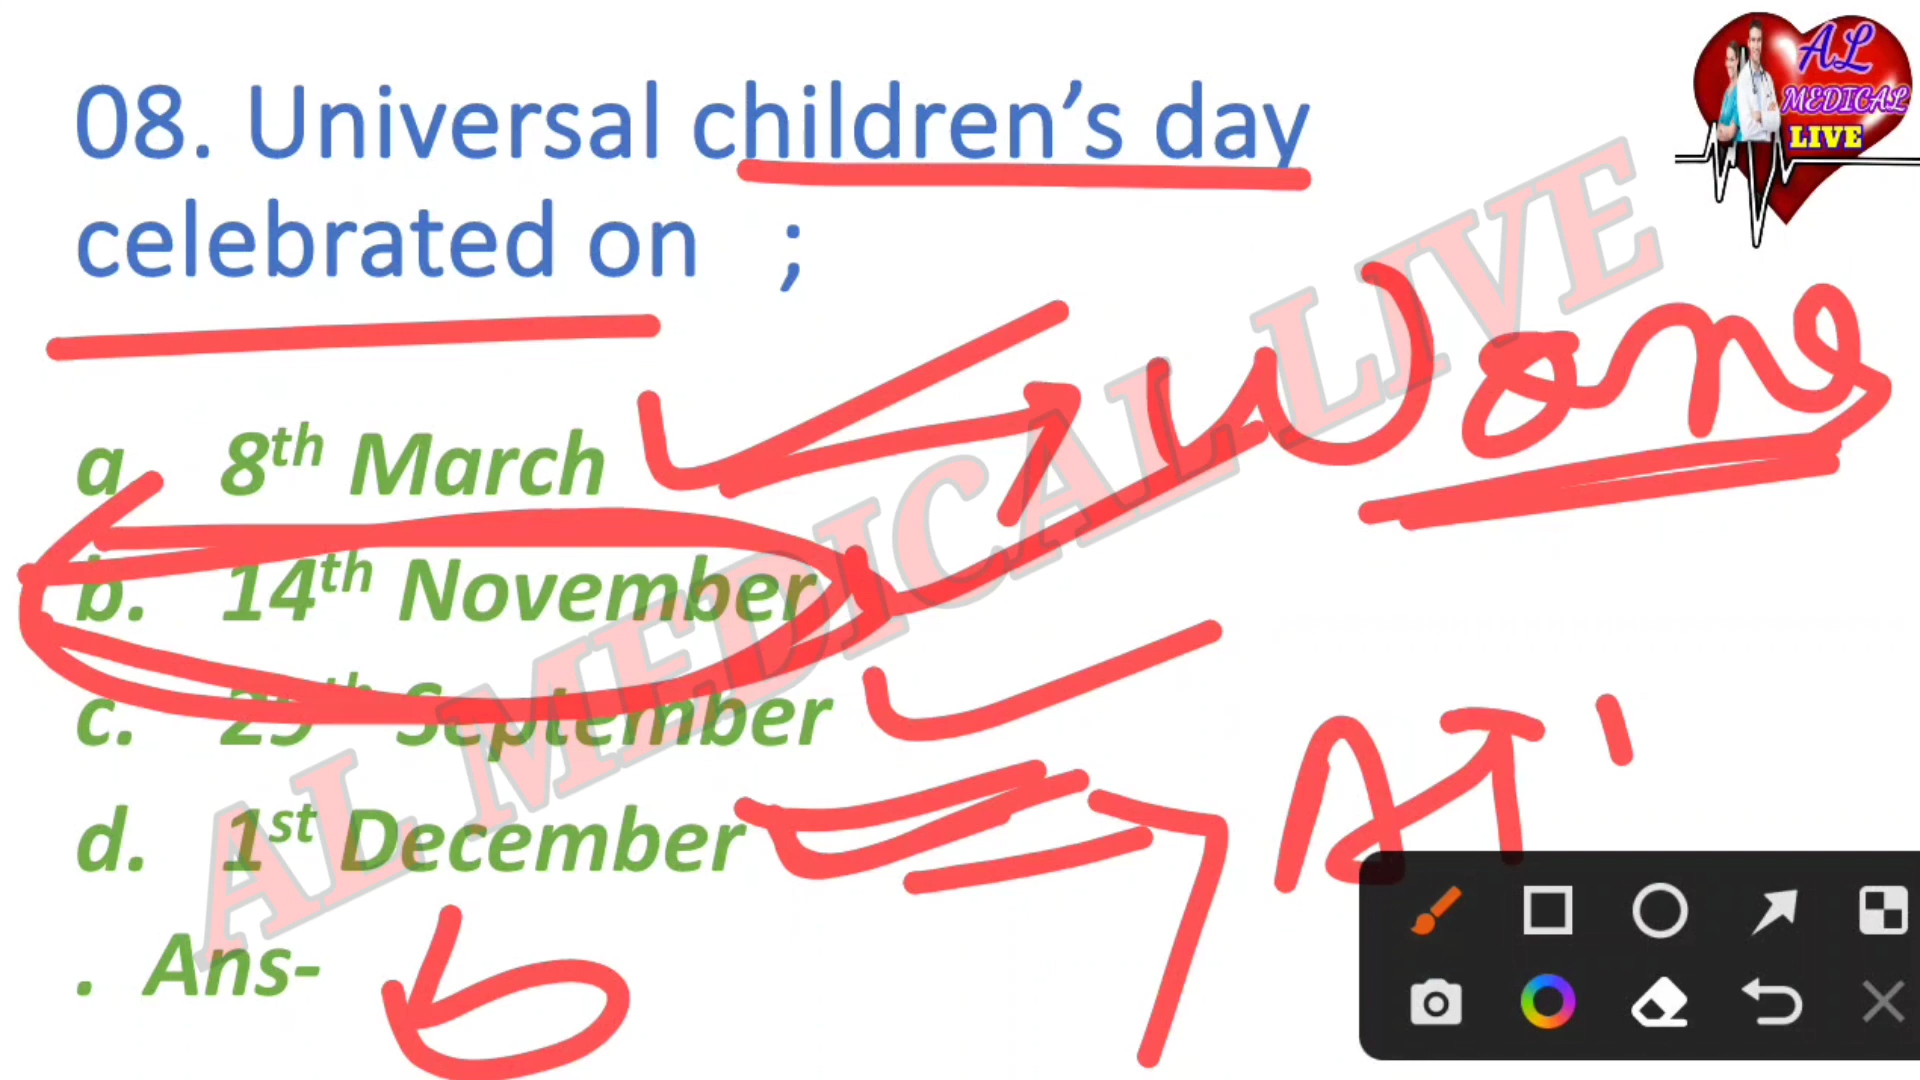 08. Universal children’s day
celebrated on ;
a 8th March
b. 14th November
c. 25th September
d. 1st December
. Ans-
b
AL MEDICAL LIVE
AL
MEDICAL
LIVE